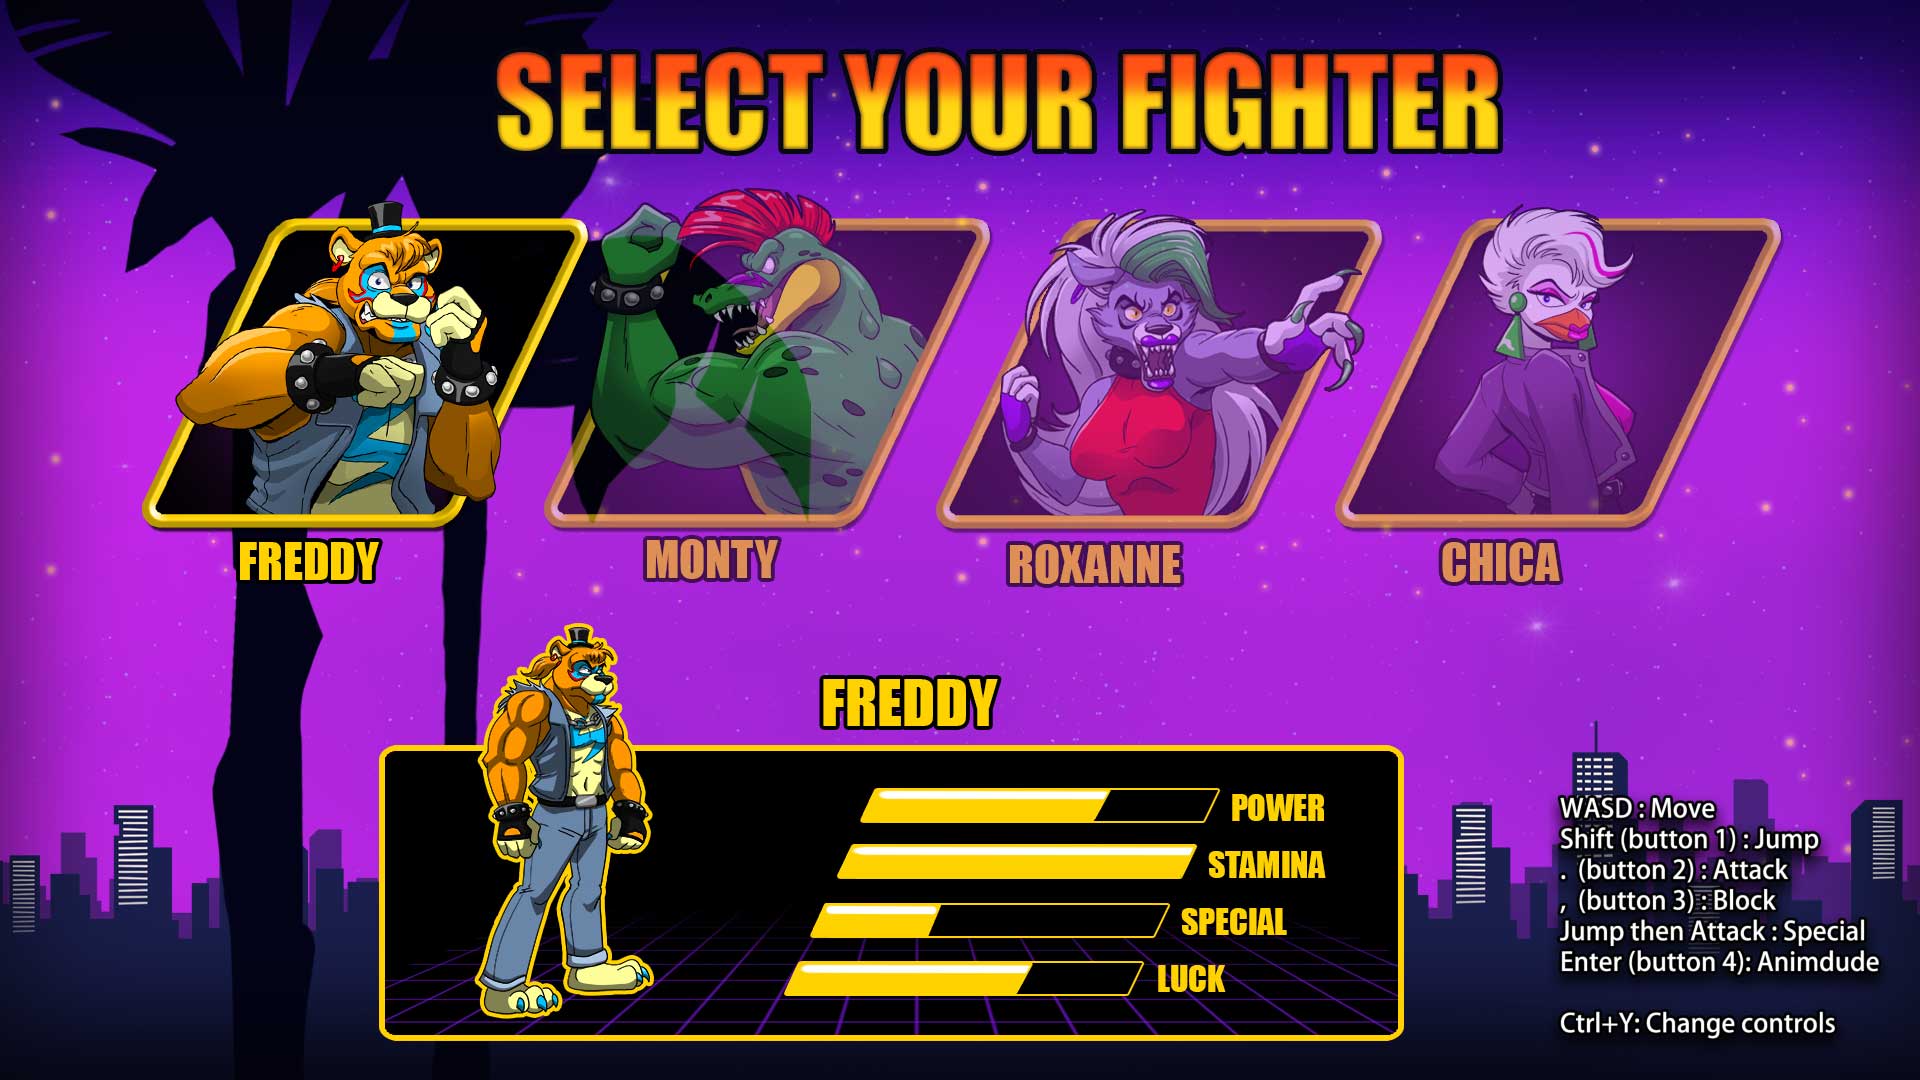 SELECT YOUR FIGHTER
FREDDY
MONTY
ROXANNE
CHICA
FREDDY
POWER
STAMINA
SPECIAL
LUCK
WASD : Move
Shift (button 1) : Jump
. (button 2) : Attack
, (button 3) : Block
Jump then Attack : Special
Enter (button 4): Animdude
Ctrl+Y: Change controls